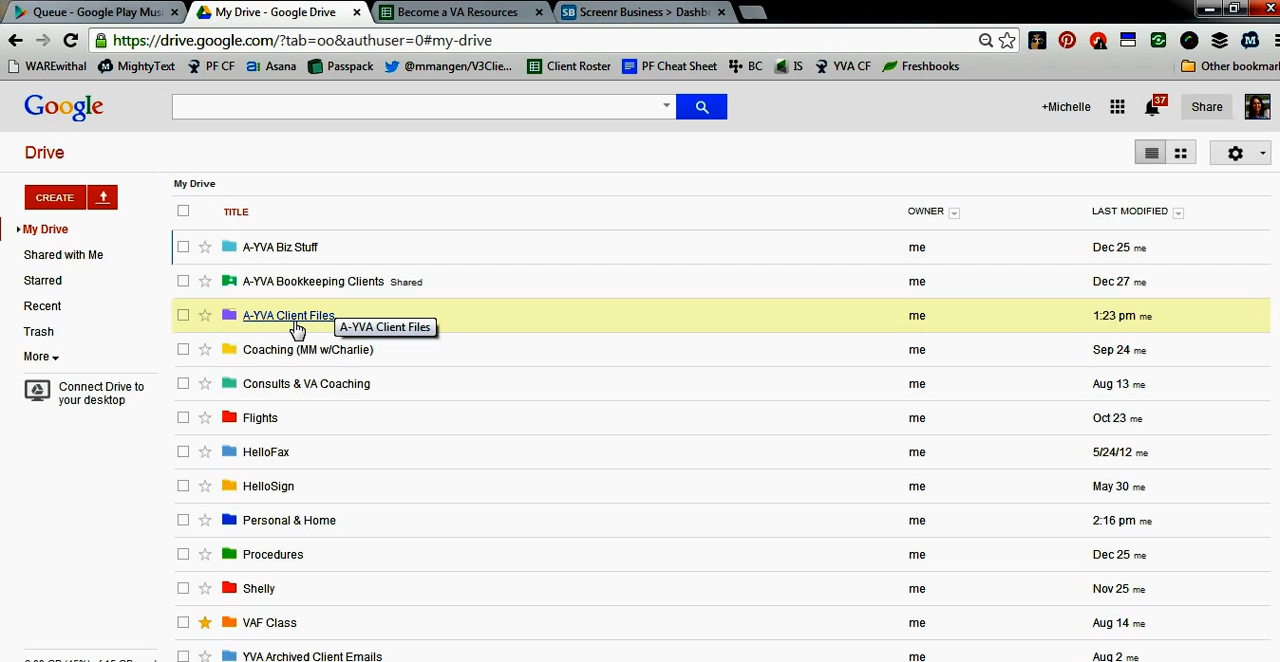 Queue - Google Play Musi
My Drive - Google Drive
Become a VA Resources
Screenr Business > Dashb
https://drive.google.com/?tab=oo&authuser=0#my-drive
WAREwithal MightyText PF CF Asana Passpack @mmangen/V3Clie... Client Roster PF Cheat Sheet BC IS YVA CF Freshbooks Other bookmar
Google
+Michelle 37 Share
Drive
CREATE
My Drive
Shared with Me
Starred
Recent
Trash
More
Connect Drive to
your desktop
My Drive
TITLE OWNER LAST MODIFIED
A-YVA Biz Stuff me Dec 25 me
A-YVA Bookkeeping Clients Shared me Dec 27 me
A-YVA Client Files me 1:23 pm me
A-YVA Client Files
Coaching (MM w/Charlie) me Sep 24 me
Consults & VA Coaching me Aug 13 me
Flights me Oct 23 me
HelloFax me 5/24/12 me
HelloSign me May 30 me
Personal & Home me 2:16 pm me
Procedures me Dec 25 me
Shelly me Nov 25 me
VAF Class me Aug 14 me
YVA Archived Client Emails me Aug 2 me